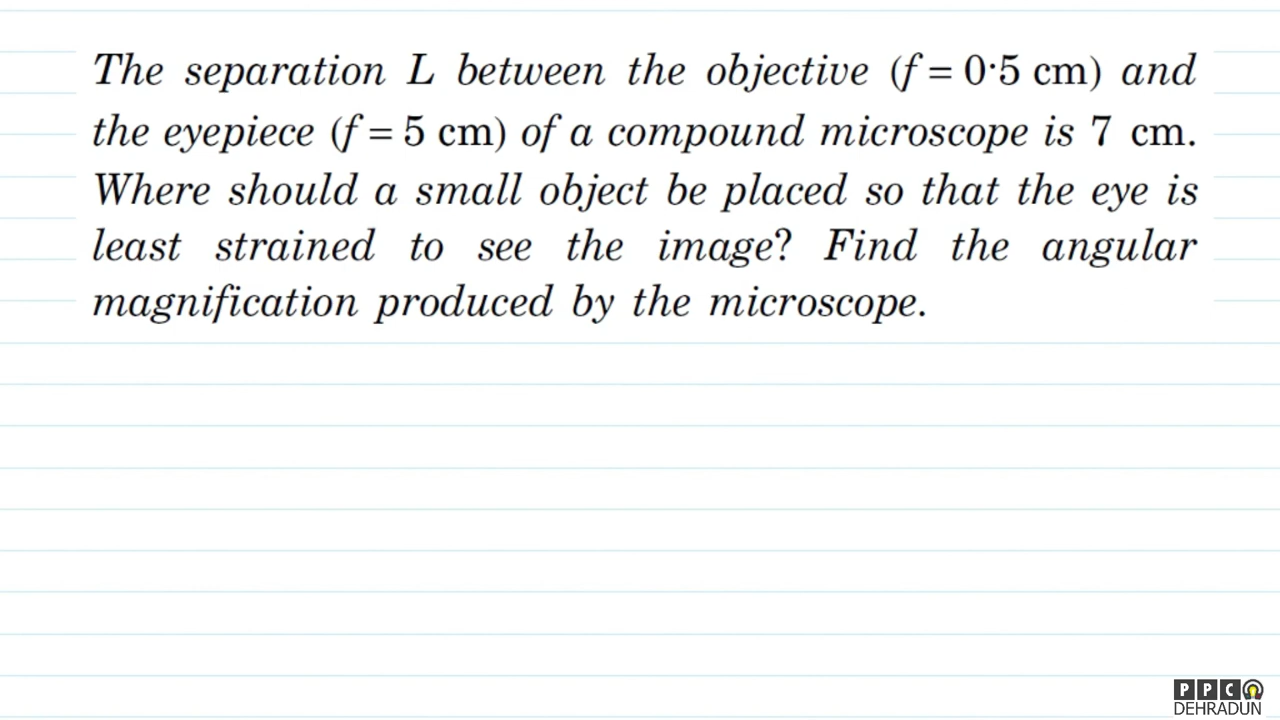 The separation L between the objective (f = 0·5 cm) and
the eyepiece (f = 5 cm) of a compound microscope is 7 cm.
Where should a small object be placed so that the eye is
least strained to see the image? Find the angular
magnification produced by the microscope.
PPC
DEHRADUN